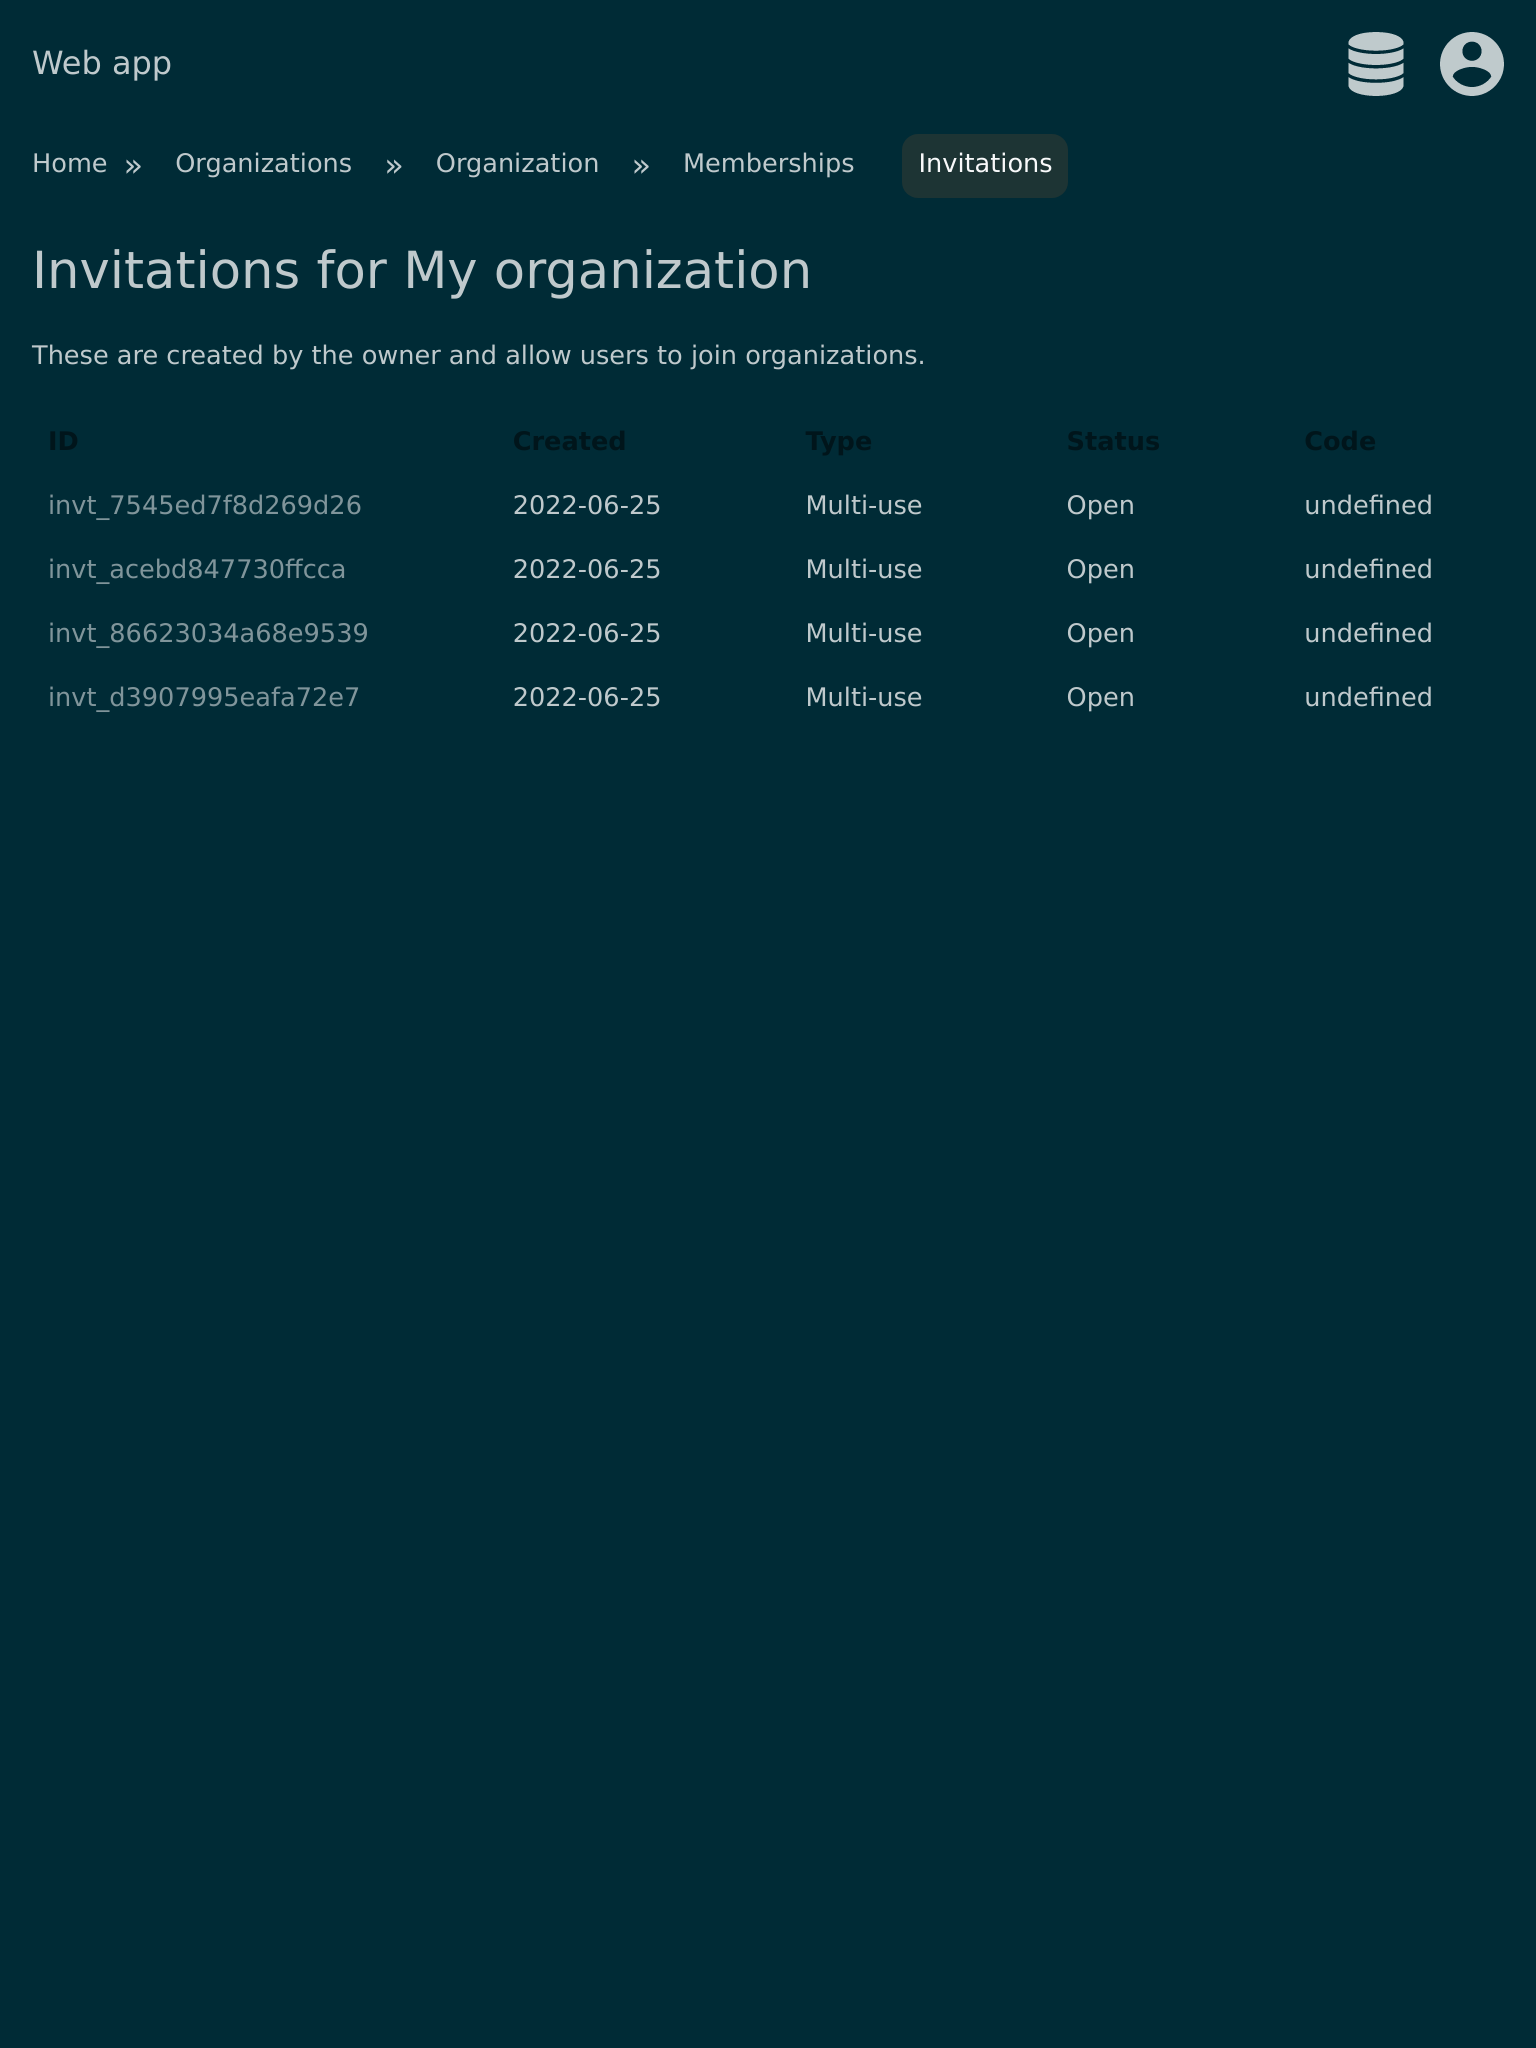 Web app
Home » Organizations » Organization » Memberships Invitations
Invitations for My organization
These are created by the owner and allow users to join organizations.
ID Created Type Status Code
invt_7545ed7f8d269d26 2022-06-25 Multi-use Open undefined
invt_acebd847730ffcca 2022-06-25 Multi-use Open undefined
invt_86623034a68e9539 2022-06-25 Multi-use Open undefined
invt_d3907995eafa72e7 2022-06-25 Multi-use Open undefined